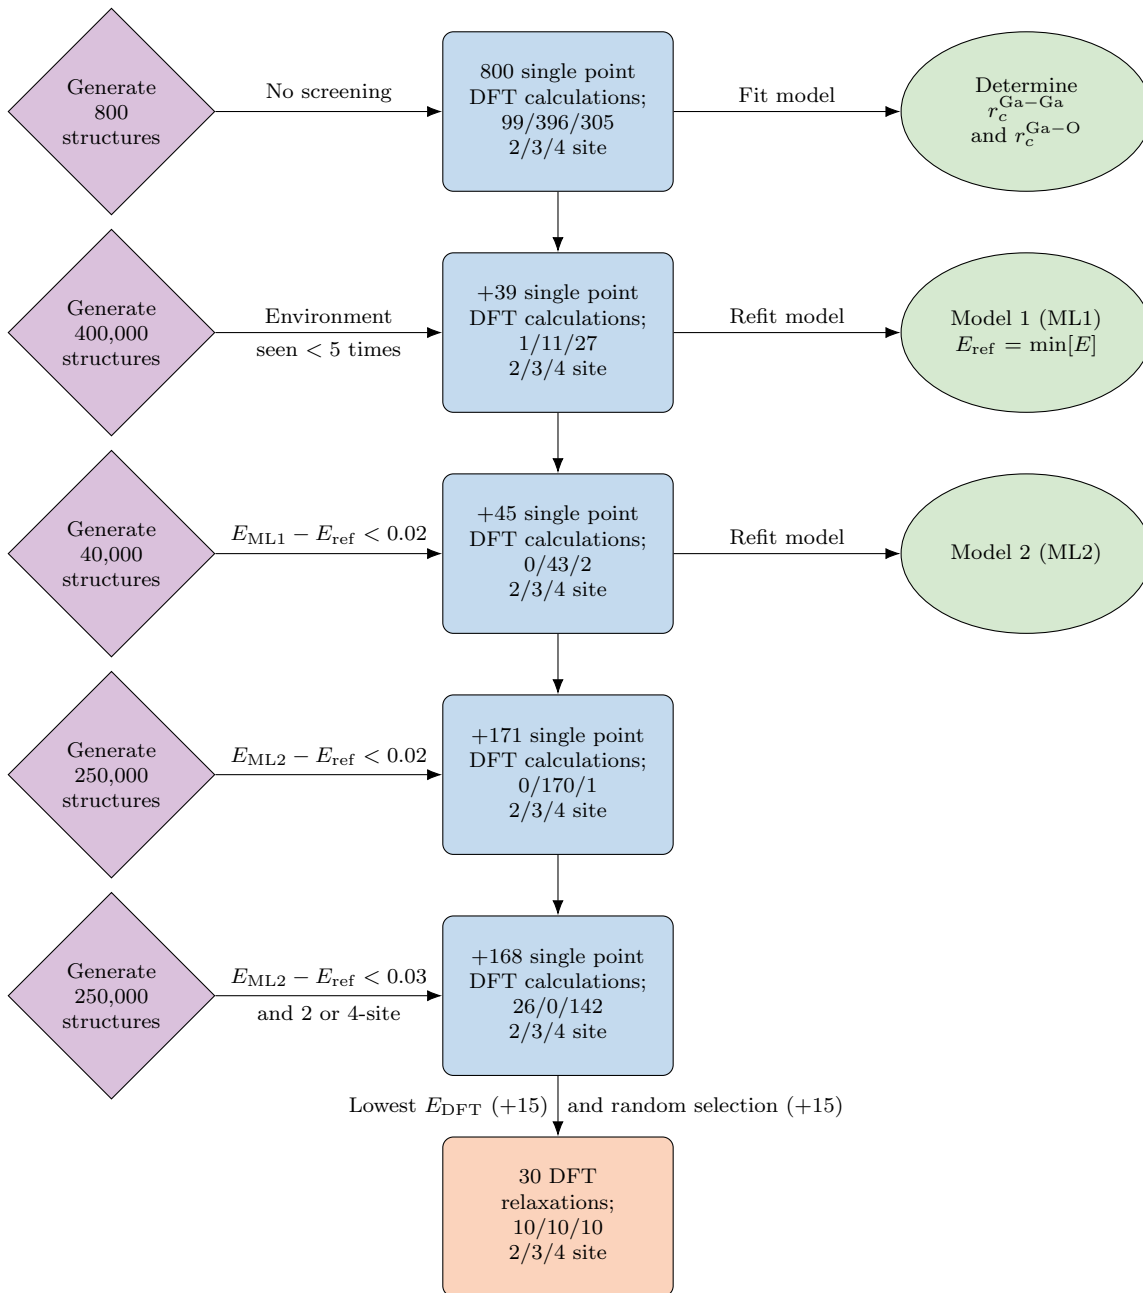 Generate
800
structures
No screening
800 single point
DFT calculations;
99/396/305
2/3/4 site
Fit model
Determine
r_c^{Ga−Ga}
and r_c^{Ga−O}
Generate
400,000
structures
Environment
seen < 5 times
+39 single point
DFT calculations;
1/11/27
2/3/4 site
Refit model
Model 1 (ML1)
E_ref = min[E]
Generate
40,000
structures
E_ML1 − E_ref < 0.02
+45 single point
DFT calculations;
0/43/2
2/3/4 site
Refit model
Model 2 (ML2)
Generate
250,000
structures
E_ML2 − E_ref < 0.02
+171 single point
DFT calculations;
0/170/1
2/3/4 site
Generate
250,000
structures
E_ML2 − E_ref < 0.03
and 2 or 4-site
+168 single point
DFT calculations;
26/0/142
2/3/4 site
Lowest E_DFT (+15) and random selection (+15)
30 DFT
relaxations;
10/10/10
2/3/4 site